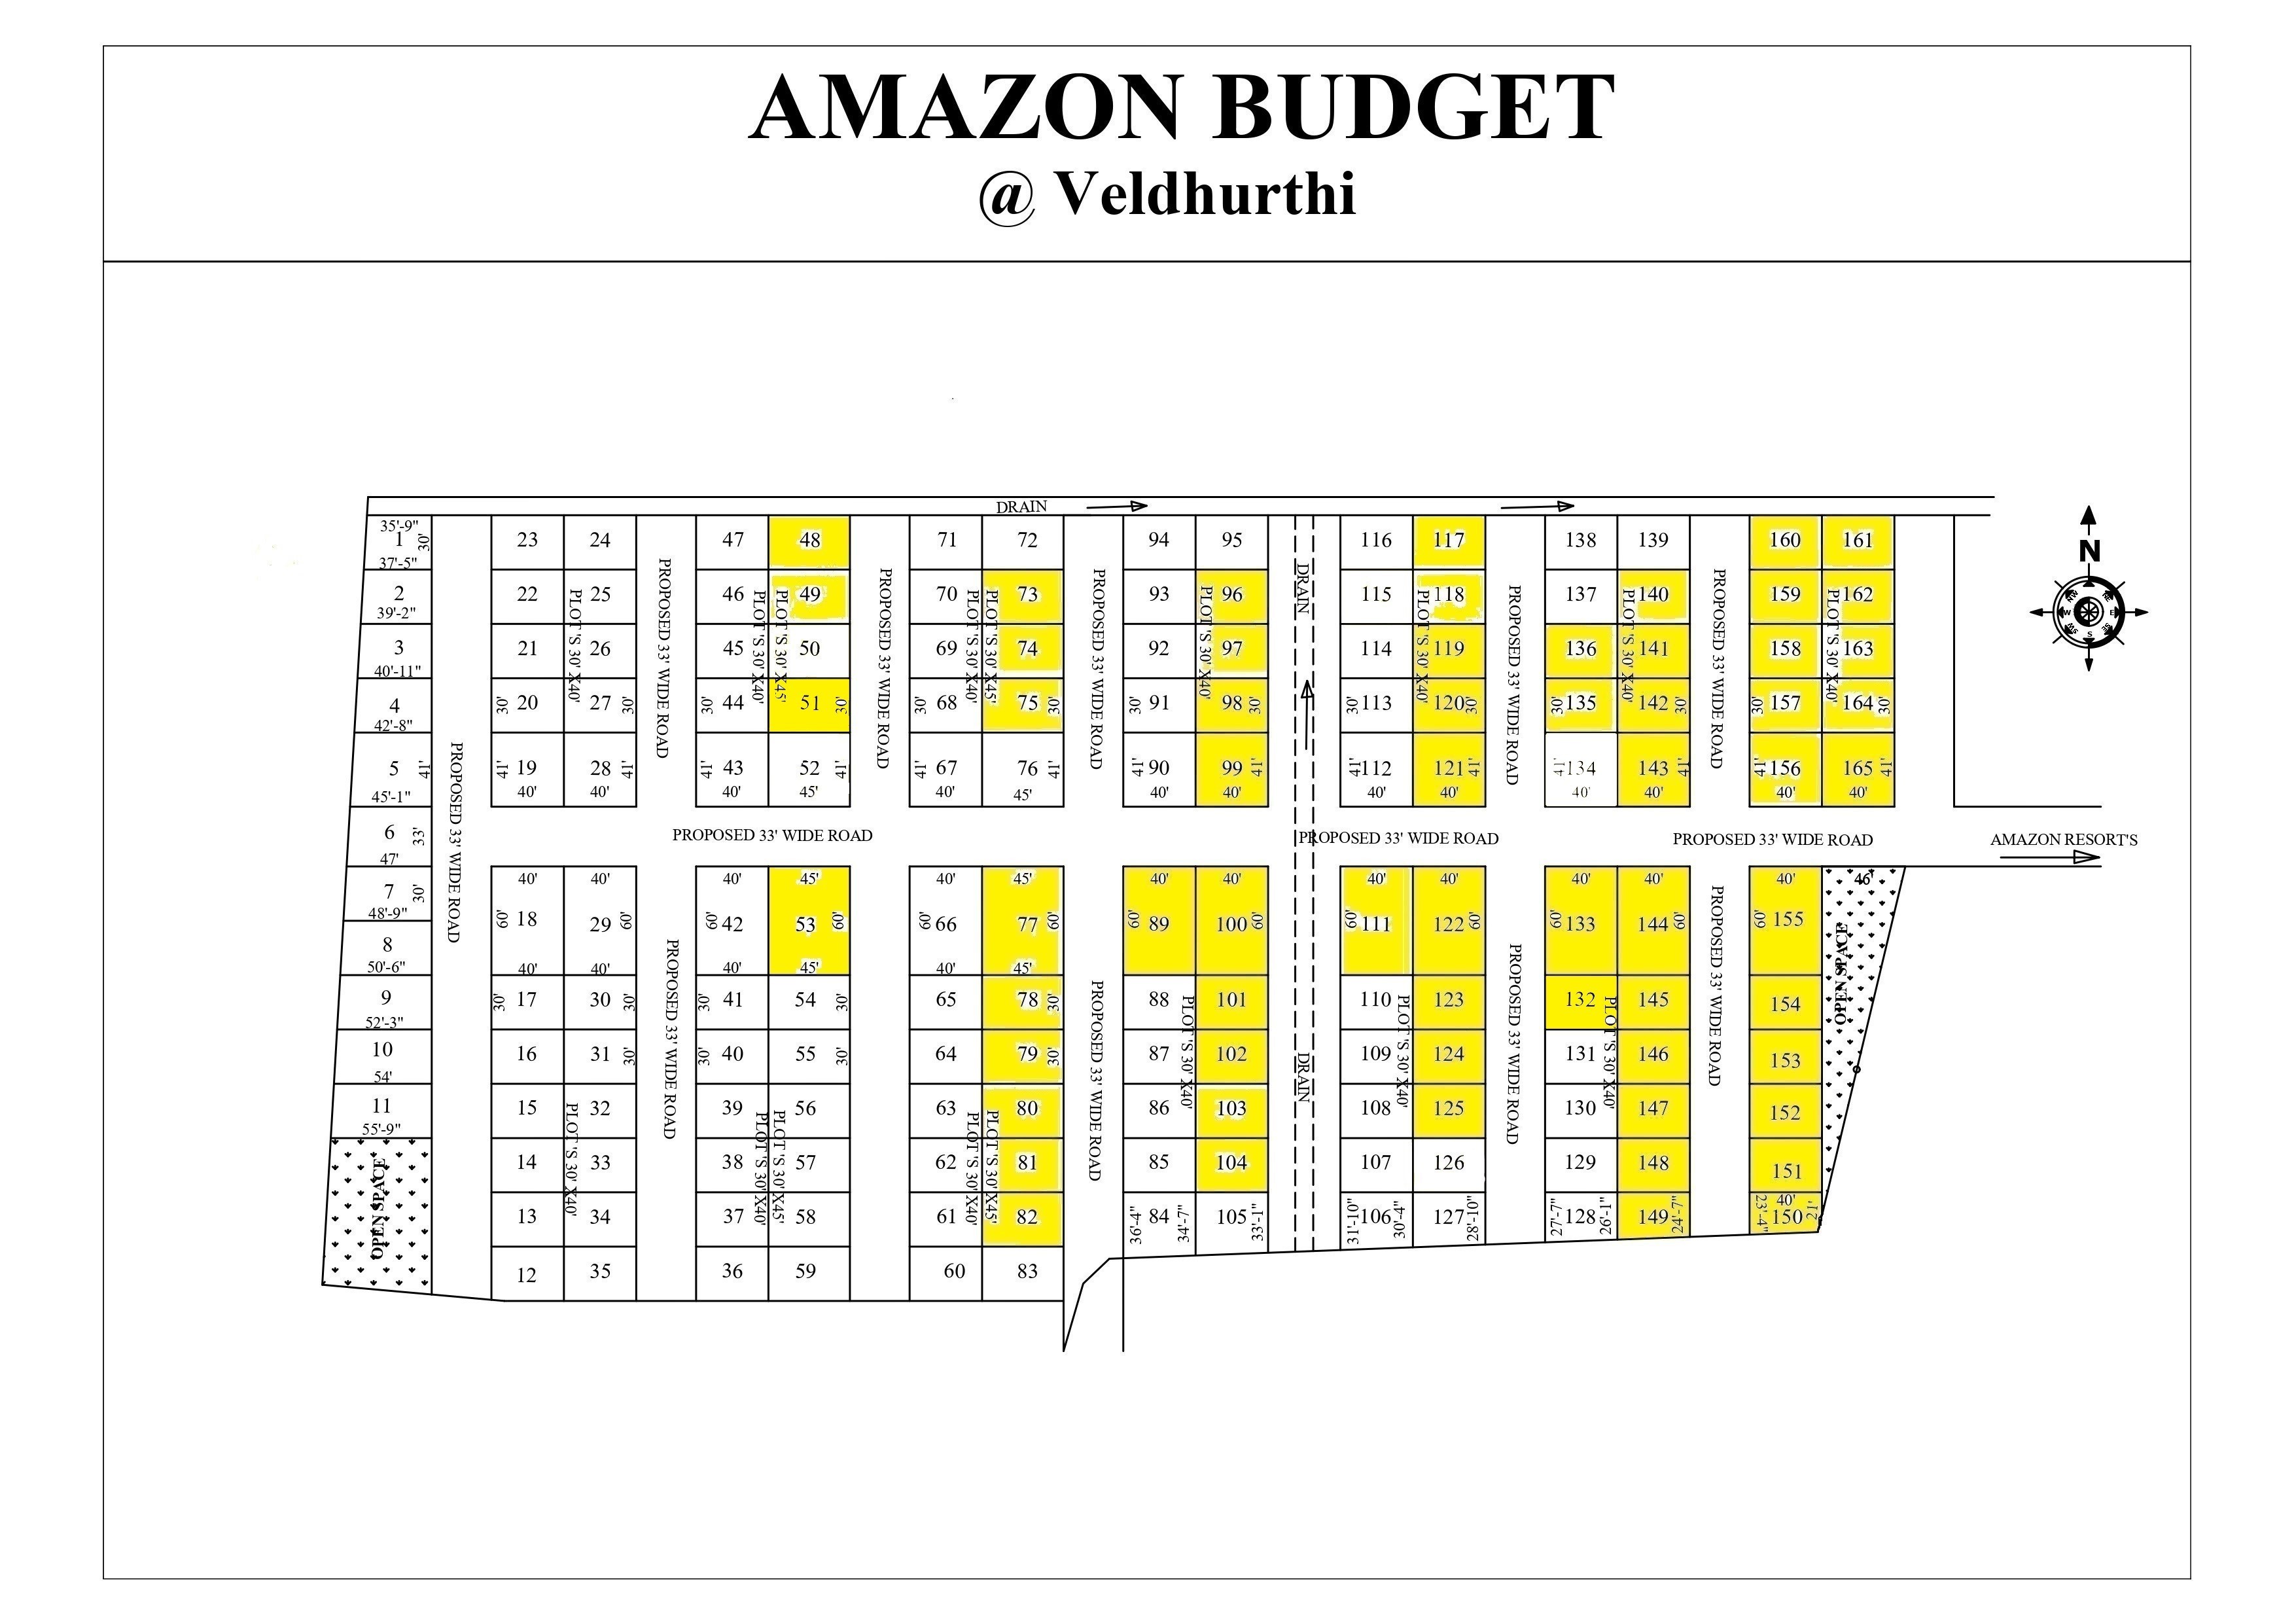 AMAZON BUDGET
@ Veldhurthi
DRAIN
35'-9"
1 30'
37'-5"
2
39'-2"
3
40'-11"
4
42'-8"
5 41'
45'-1"
6 33'
47'
7 30'
48'-9"
8
50'-6"
9
52'-3"
10
54'
11
55'-9"
OPEN SPACE
PROPOSED 33' WIDE ROAD
23 24
22 25
21 26
30' 20 27 30'
41' 19 28 41'
40' 40'
PLOT'S 30' X40'
PROPOSED 33' WIDE ROAD
47 48
46 49
45 50
30' 44 51 30'
41' 43 52 41'
40' 45'
PLOT'S 30' X40'
PLOT'S 30' X45'
PROPOSED 33' WIDE ROAD
71 72
70 73
69 74
30' 68 75 30'
41' 67 76 41'
40' 45'
PLOT'S 30' X40'
PLOT'S 30' X45'
PROPOSED 33' WIDE ROAD
94 95
93 96
92 97
30' 91 98 30'
41' 90 99 41'
40' 40'
PLOT'S 30' X40'
DRAIN
116 117
115 118
114 119
30' 113 120 30'
41' 112 121 41'
40' 40'
PLOT'S 30' X40'
PROPOSED 33' WIDE ROAD
138 139
137 140
136 141
30' 135 142 30'
41' 134 143 41'
40' 40'
PLOT'S 30' X40'
PROPOSED 33' WIDE ROAD
160 161
159 162
158 163
30' 157 164 30'
41' 156 165 41'
40' 40'
PLOT'S 30' X40'
N
NE
E
SE
S
SW
W
NW
PROPOSED 33' WIDE ROAD
PROPOSED 33' WIDE ROAD
PROPOSED 33' WIDE ROAD
AMAZON RESORT'S
40' 40'
60' 18 29 60'
40' 40'
30' 17 30 30'
16 31 30'
15 32
14 33
13 34
12 35
PLOT'S 30' X40'
PROPOSED 33' WIDE ROAD
40' 45'
60' 42 53 60'
40' 45'
30' 41 54 30'
30' 40 55 30'
39 56
38 57
37 58
36 59
PLOT'S 30' X40'
PLOT'S 30' X45'
40' 45'
60' 66 77 60'
40' 45'
65 78 30'
64 79 30'
63 80
62 81
61 82
60 83
PLOT'S 30' X40'
PLOT'S 30' X45'
PROPOSED 33' WIDE ROAD
40' 40'
60' 89 100 60'
88 101
87 102
86 103
85 104
36'-4" 84 34'-7" 105 33'-1"
PLOT'S 30' X40'
DRAIN
40' 40'
60' 111 122 60'
110 123
109 124
108 125
107 126
31'-10" 106 30'-4" 127 28'-10"
PLOT'S 30' X40'
PROPOSED 33' WIDE ROAD
40' 40'
60' 133 144 60'
132 145
131 146
130 147
129 148
27'-7" 128 26'-1" 149 24'-7"
PLOT'S 30' X40'
PROPOSED 33' WIDE ROAD
40' 46'
60' 155
154
153
152
151
40'
23'-4" 150 21'
OPEN SPACE